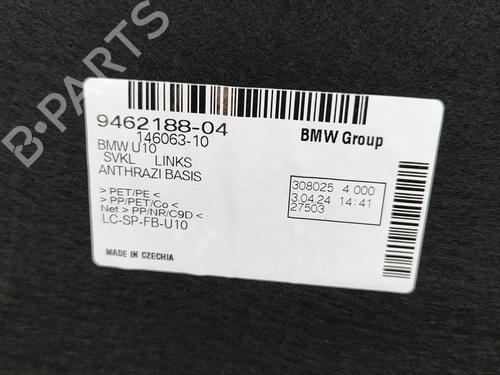 9462188-04
146063-10
BMW U10
SVKL LINKS
ANTHRAZI BASIS
> PET/PE <
> PP/PET/Co <
Net > PP/NR/C9D <
LC-SP-FB-U10
MADE IN CZECHIA
BMW Group
308025 4 000
3.04.24 14:41
27503
B-PARTS